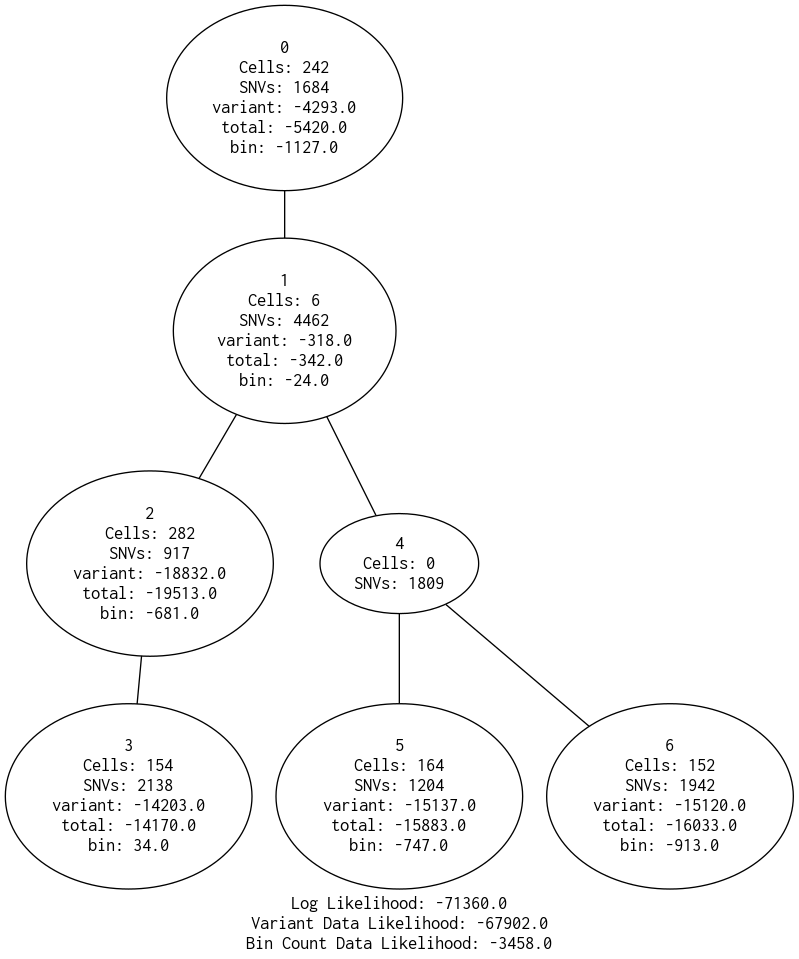 0
Cells: 242
SNVs: 1684
variant: -4293.0
total: -5420.0
bin: -1127.0
1
Cells: 6
SNVs: 4462
variant: -318.0
total: -342.0
bin: -24.0
2
Cells: 282
SNVs: 917
variant: -18832.0
total: -19513.0
bin: -681.0
4
Cells: 0
SNVs: 1809
3
Cells: 154
SNVs: 2138
variant: -14203.0
total: -14170.0
bin: 34.0
5
Cells: 164
SNVs: 1204
variant: -15137.0
total: -15883.0
bin: -747.0
6
Cells: 152
SNVs: 1942
variant: -15120.0
total: -16033.0
bin: -913.0
Log Likelihood: -71360.0
Variant Data Likelihood: -67902.0
Bin Count Data Likelihood: -3458.0